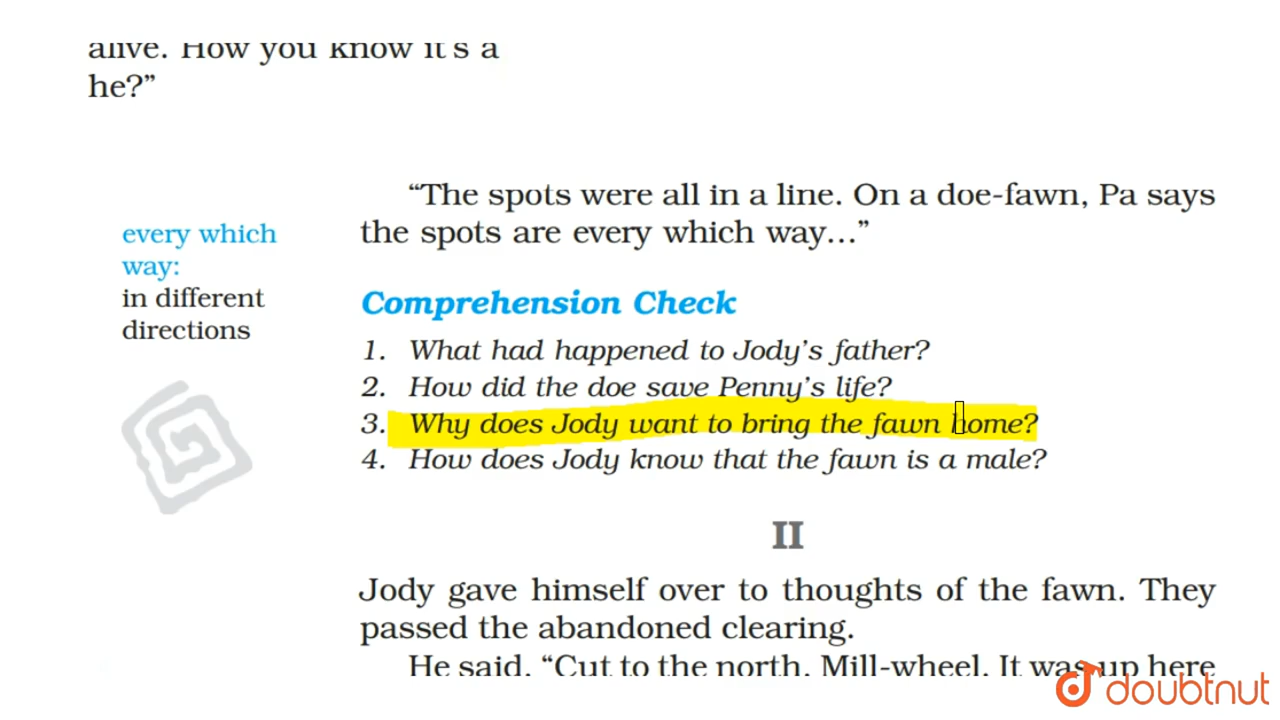 alive. How you know it's a
he?”
“The spots were all in a line. On a doe-fawn, Pa says
the spots are every which way...”
every which
way:
in different
directions
Comprehension Check
1. What had happened to Jody’s father?
2. How did the doe save Penny’s life?
3. Why does Jody want to bring the fawn home?
4. How does Jody know that the fawn is a male?
II
Jody gave himself over to thoughts of the fawn. They
passed the abandoned clearing.
He said, “Cut to the north, Mill-wheel. It was up here
doubtnut